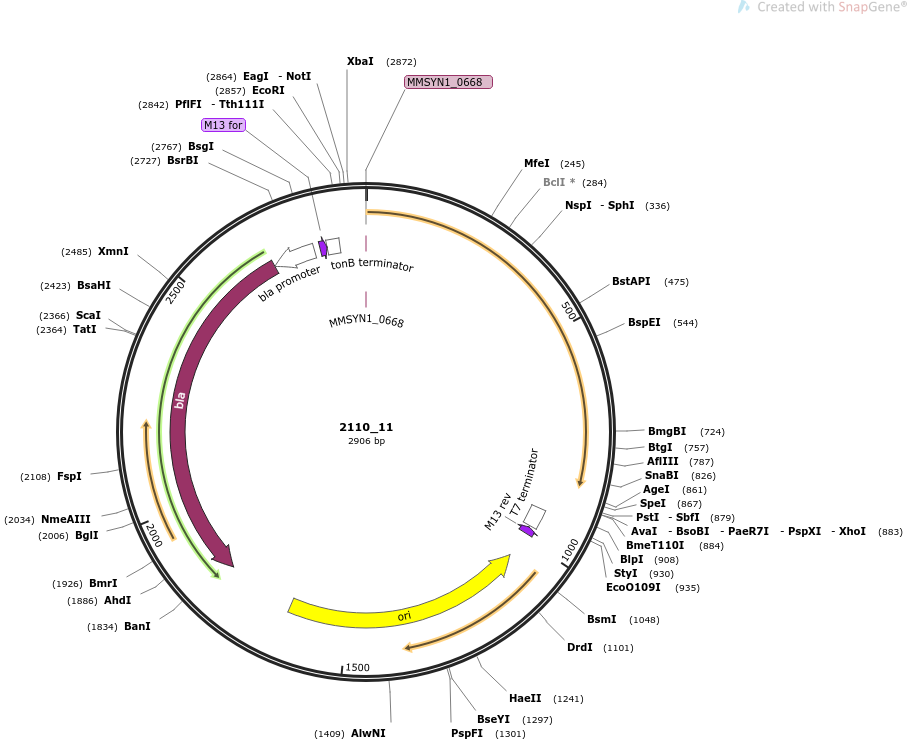 Created with SnapGene®
XbaI (2872)
MMSYN1_0668
(2864) EagI - NotI
(2857) EcoRI
(2842) PflFI - Tth111I
M13 for
(2767) BsgI
(2727) BsrBI
MfeI (245)
BclI * (284)
NspI - SphI (336)
(2485) XmnI
(2423) BsaHI
(2366) ScaI
(2364) TatI
BstAPI (475)
BspEI (544)
2500
500
bla promoter
tonB terminator
MMSYN1_0668
bla
2110_11
2906 bp
BmgBI (724)
BtgI (757)
AflIII (787)
SnaBI (826)
AgeI (861)
SpeI (867)
PstI - SbfI (879)
AvaI - BsoBI - PaeR7I - PspXI - XhoI (883)
BmeT110I (884)
BlpI (908)
StyI (930)
EcoO109I (935)
M13 rev
T7 terminator
(2108) FspI
(2034) NmeAIII
(2006) BglI
2000
1000
(1926) BmrI
(1886) AhdI
(1834) BanI
ori
1500
BsmI (1048)
DrdI (1101)
HaeII (1241)
BseYI (1297)
PspFI (1301)
(1409) AlwNI